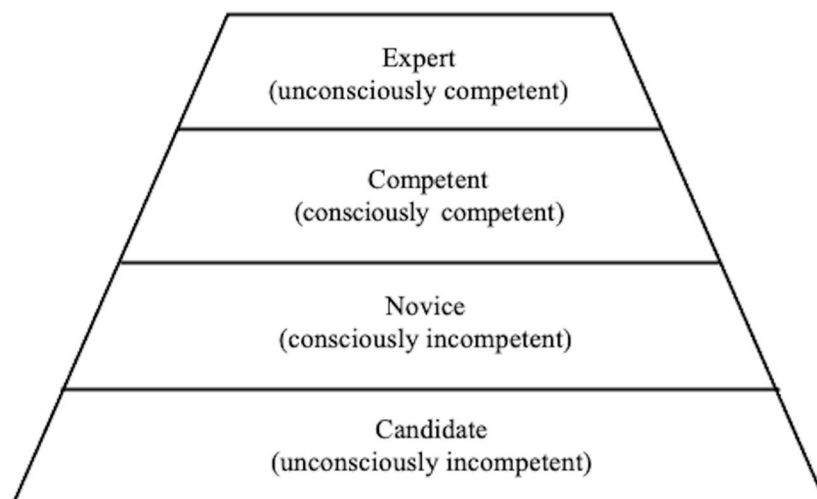 Expert
(unconsciously competent)
Competent
(consciously competent)
Novice
(consciously incompetent)
Candidate
(unconsciously incompetent)